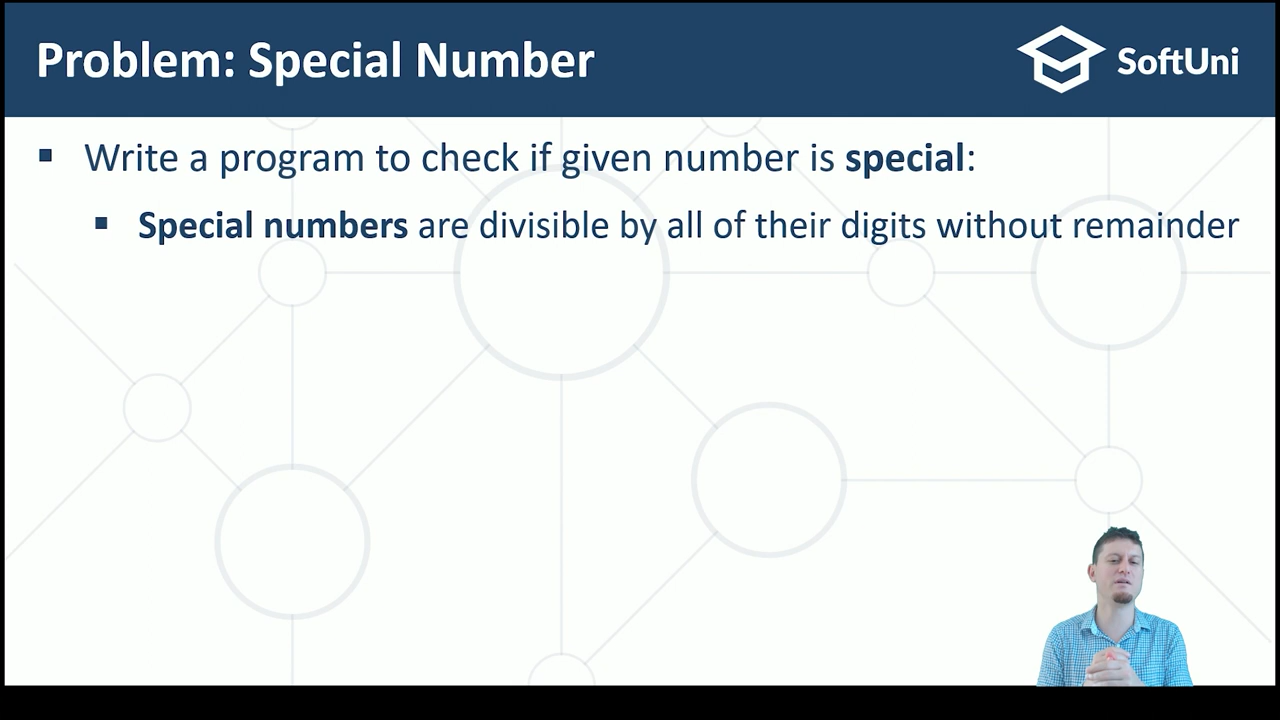 Problem: Special Number
SoftUni
Write a program to check if given number is special:
Special numbers are divisible by all of their digits without remainder